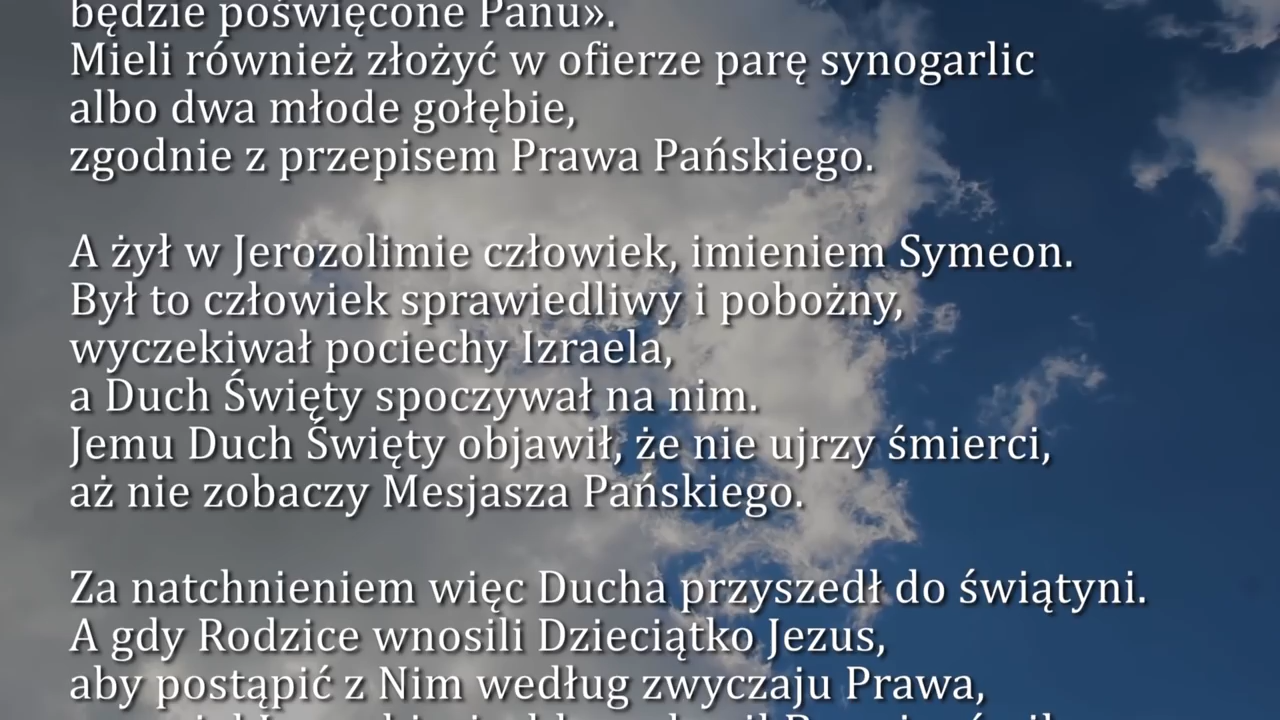 będzie poświęcone Panu».
Mieli również złożyć w ofierze parę synogarlic
albo dwa młode gołębie,
zgodnie z przepisem Prawa Pańskiego.
A żył w Jerozolimie człowiek, imieniem Symeon.
Był to człowiek sprawiedliwy i pobożny,
wyczekiwał pociechy Izraela,
a Duch Święty spoczywał na nim.
Jemu Duch Święty objawił, że nie ujrzy śmierci,
aż nie zobaczy Mesjasza Pańskiego.
Za natchnieniem więc Ducha przyszedł do świątyni.
A gdy Rodzice wnosili Dzieciątko Jezus,
aby postąpić z Nim według zwyczaju Prawa,